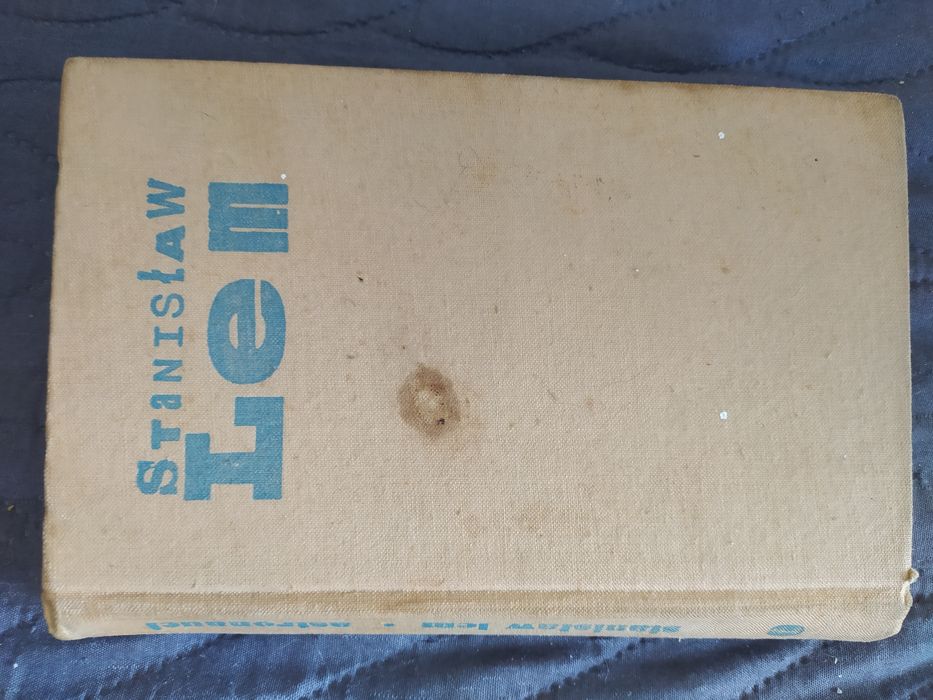 Stanisław
Lem
stanisław lem • astronauci